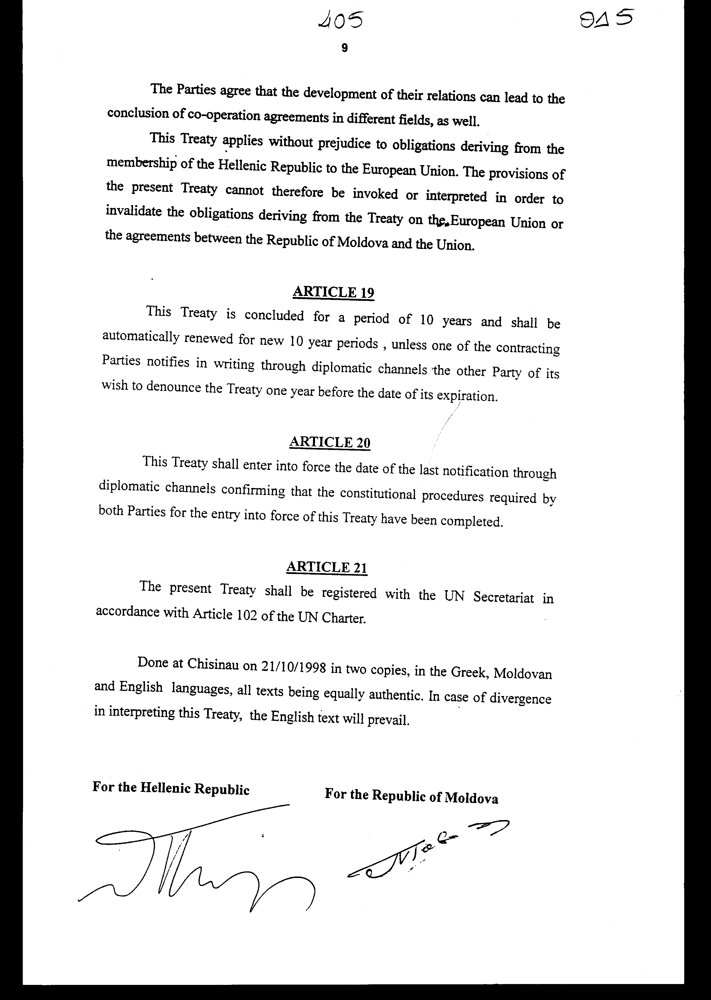 405
915
9
The Parties agree that the development of their relations can lead to the
conclusion of co-operation agreements in different fields, as well.
This Treaty applies without prejudice to obligations deriving from the
membership of the Hellenic Republic to the European Union. The provisions of
the present Treaty cannot therefore be invoked or interpreted in order to
invalidate the obligations deriving from the Treaty on the European Union or
the agreements between the Republic of Moldova and the Union.
ARTICLE 19
This Treaty is concluded for a period of 10 years and shall be
automatically renewed for new 10 year periods , unless one of the contracting
Parties notifies in writing through diplomatic channels the other Party of its
wish to denounce the Treaty one year before the date of its expiration.
ARTICLE 20
This Treaty shall enter into force the date of the last notification through
diplomatic channels confirming that the constitutional procedures required by
both Parties for the entry into force of this Treaty have been completed.
ARTICLE 21
The present Treaty shall be registered with the UN Secretariat in
accordance with Article 102 of the UN Charter.
Done at Chisinau on 21/10/1998 in two copies, in the Greek, Moldovan
and English languages, all texts being equally authentic. In case of divergence
in interpreting this Treaty, the English text will prevail.
For the Hellenic Republic
For the Republic of Moldova